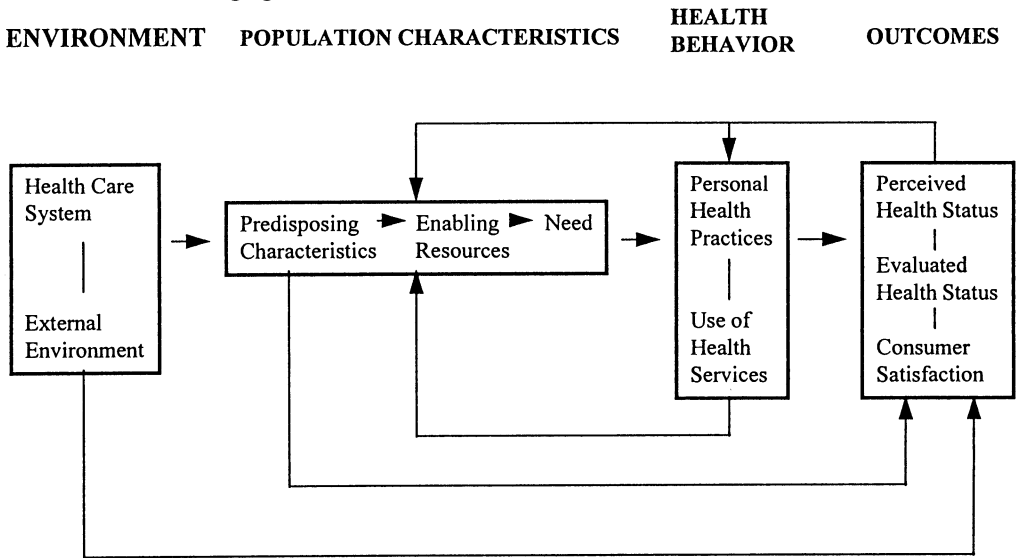 ENVIRONMENT
POPULATION CHARACTERISTICS
HEALTH
BEHAVIOR
OUTCOMES
Health Care
System
External
Environment
Predisposing
Characteristics
Enabling
Resources
Need
Personal
Health
Practices
Use of
Health
Services
Perceived
Health Status
Evaluated
Health Status
Consumer
Satisfaction